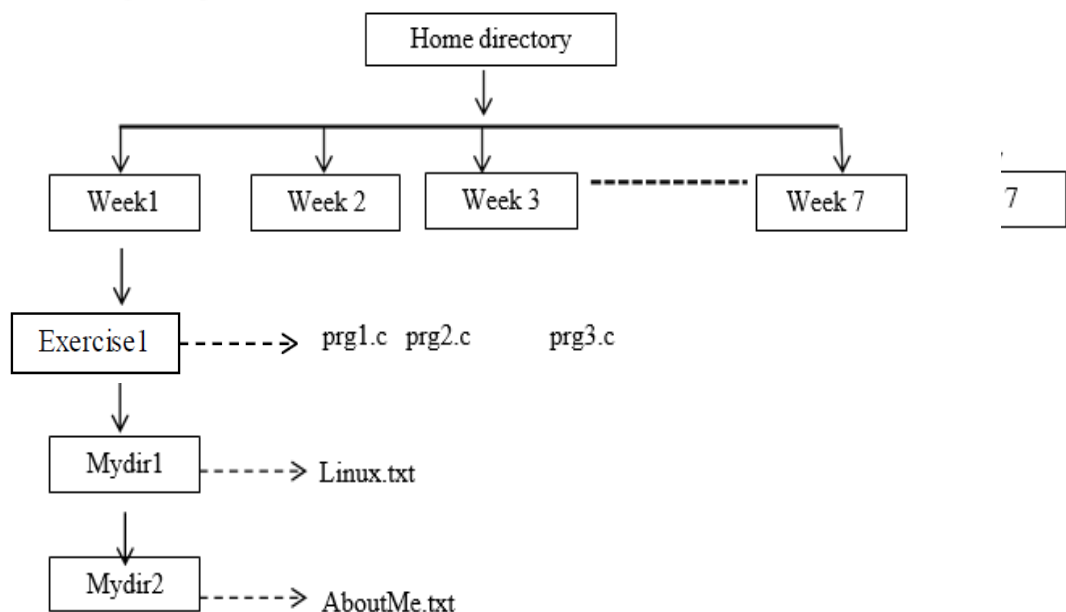 Home directory
Week1 Week 2 Week 3 Week 7 7
Exercise1 prg1.c prg2.c prg3.c
Mydir1 Linux.txt
Mydir2 AboutMe.txt